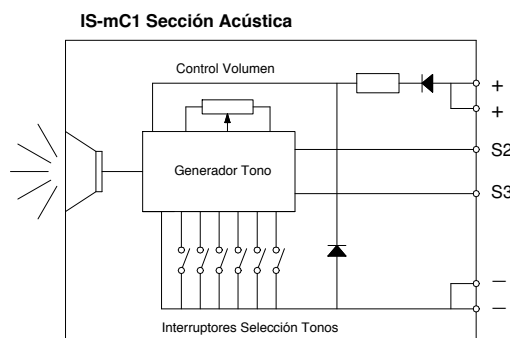 IS-mC1 Sección Acústica
Control Volumen
+
+
S2
Generador Tono
S3
−
−
Interruptores Selección Tonos